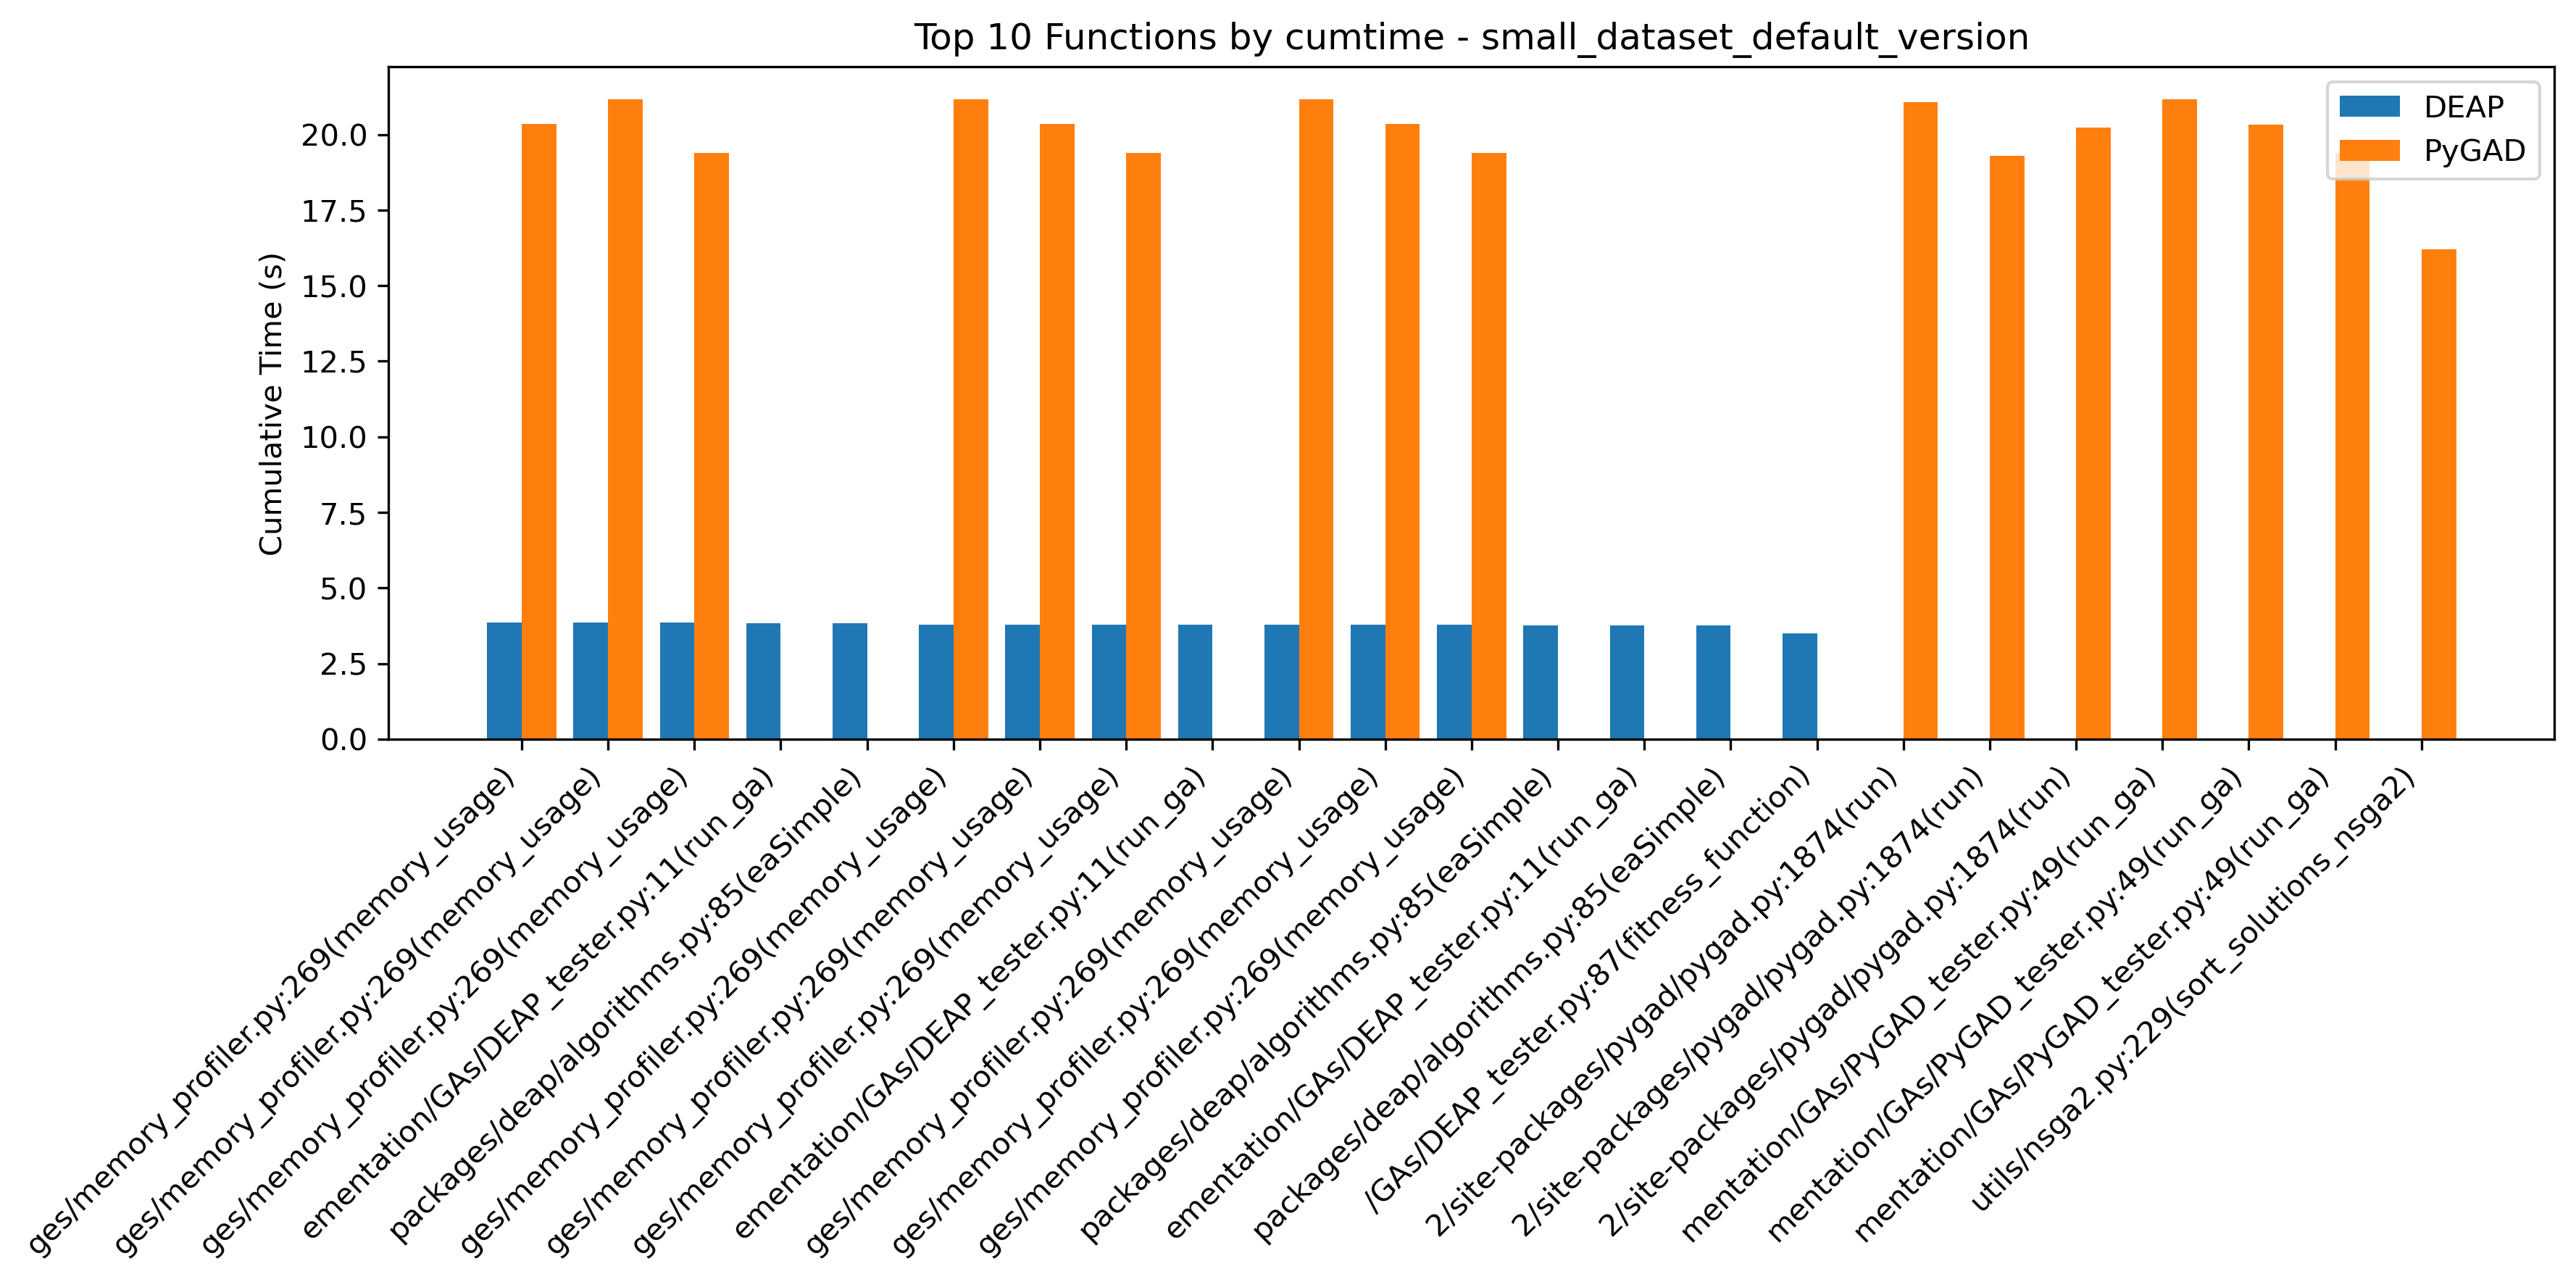 Top 10 Functions by cumtime - small_dataset_default_version
DEAP
PyGAD
Cumulative Time (s)
20.0
17.5
15.0
12.5
10.0
7.5
5.0
2.5
0.0
ges/memory_profiler.py:269(memory_usage)
ges/memory_profiler.py:269(memory_usage)
ges/memory_profiler.py:269(memory_usage)
ementation/GAs/DEAP_tester.py:11(run_ga)
packages/deap/algorithms.py:85(eaSimple)
ges/memory_profiler.py:269(memory_usage)
ges/memory_profiler.py:269(memory_usage)
ges/memory_profiler.py:269(memory_usage)
ementation/GAs/DEAP_tester.py:11(run_ga)
ges/memory_profiler.py:269(memory_usage)
ges/memory_profiler.py:269(memory_usage)
ges/memory_profiler.py:269(memory_usage)
packages/deap/algorithms.py:85(eaSimple)
ementation/GAs/DEAP_tester.py:11(run_ga)
packages/deap/algorithms.py:85(eaSimple)
/GAs/DEAP_tester.py:87(fitness_function)
2/site-packages/pygad/pygad.py:1874(run)
2/site-packages/pygad/pygad.py:1874(run)
2/site-packages/pygad/pygad.py:1874(run)
mentation/GAs/PyGAD_tester.py:49(run_ga)
mentation/GAs/PyGAD_tester.py:49(run_ga)
mentation/GAs/PyGAD_tester.py:49(run_ga)
utils/nsga2.py:229(sort_solutions_nsga2)